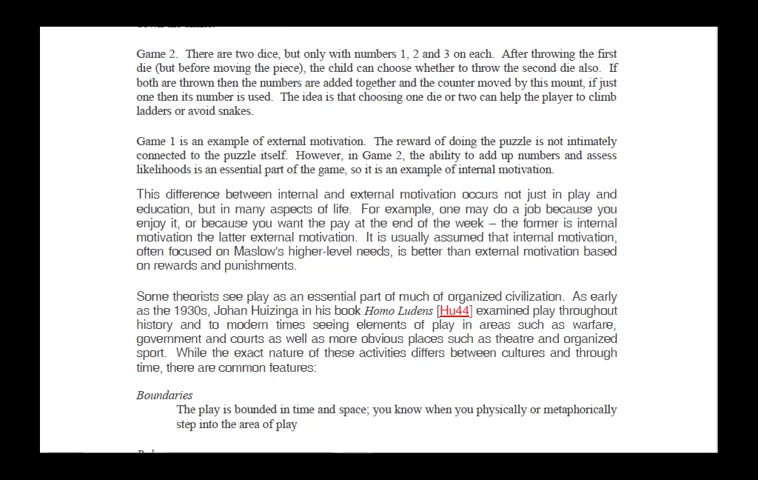 Game 2. There are two dice, but only with numbers 1, 2 and 3 on each. After throwing the first
die (but before moving the piece), the child can choose whether to throw the second die also. If
both are thrown then the numbers are added together and the counter moved by this mount, if just
one then its number is used. The idea is that choosing one die or two can help the player to climb
ladders or avoid snakes.
Game 1 is an example of external motivation. The reward of doing the puzzle is not intimately
connected to the puzzle itself. However, in Game 2, the ability to add up numbers and assess
likelihoods is an essential part of the game, so it is an example of internal motivation.
This difference between internal and external motivation occurs not just in play and
education, but in many aspects of life. For example, one may do a job because you
enjoy it, or because you want the pay at the end of the week – the former is internal
motivation the latter external motivation. It is usually assumed that internal motivation,
often focused on Maslow's higher-level needs, is better than external motivation based
on rewards and punishments.
Some theorists see play as an essential part of much of organized civilization. As early
as the 1930s, Johan Huizinga in his book Homo Ludens [Hu44] examined play throughout
history and to modern times seeing elements of play in areas such as warfare,
government and courts as well as more obvious places such as theatre and organized
sport. While the exact nature of these activities differs between cultures and through
time, there are common features:
Boundaries
The play is bounded in time and space; you know when you physically or metaphorically
step into the area of play